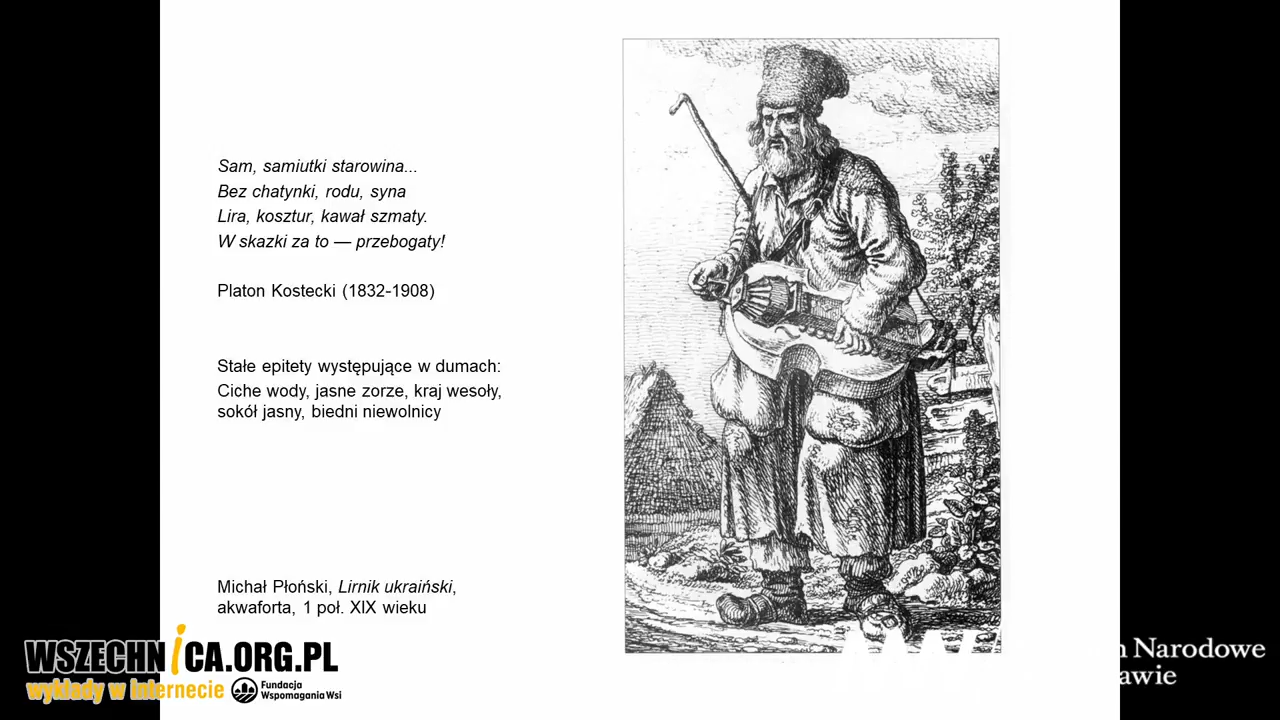 Sam, samiutki starowina...
Bez chatynki, rodu, syna
Lira, kosztur, kawał szmaty.
W skazki za to — przebogaty!
Platon Kostecki (1832-1908)
Stałe epitety występujące w dumach:
Ciche wody, jasne zorze, kraj wesoły,
sokół jasny, biedni niewolnicy
Michał Płoński, Lirnik ukraiński,
akwaforta, 1 poł. XIX wieku
WSZECHNICA.ORG.PL
wykłady w internecie
Fundacja
Wspomagania Wsi
Narodowe